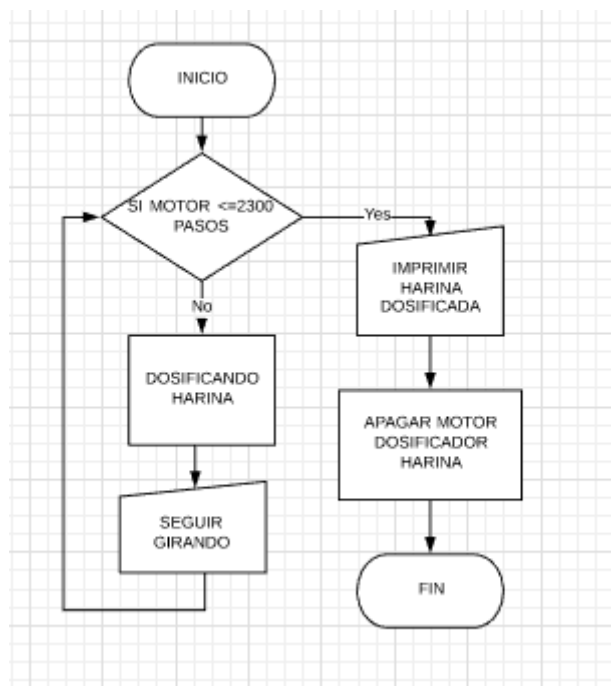 INICIO
SI MOTOR <=2300
PASOS
Yes
IMPRIMIR
HARINA
DOSIFICADA
No
DOSIFICANDO
HARINA
APAGAR MOTOR
DOSIFICADOR
HARINA
SEGUIR
GIRANDO
FIN